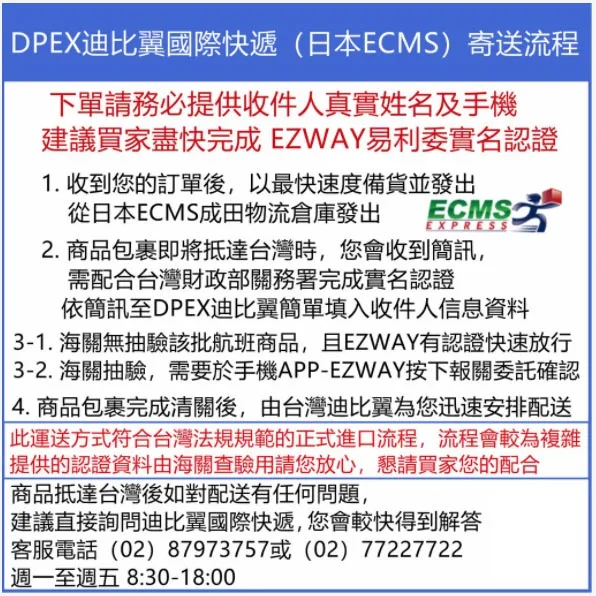 DPEX迪比翼國際快遞（日本ECMS）寄送流程
下單請務必提供收件人真實姓名及手機
建議買家盡快完成 EZWAY易利委實名認證
1. 收到您的訂單後，以最快速度備貨並發出
從日本ECMS成田物流倉庫發出
ECMS
EXPRESS
2. 商品包裹即將抵達台灣時，您會收到簡訊，
需配合台灣財政部關務署完成實名認證
依簡訊至DPEX迪比翼簡單填入收件人信息資料
3-1. 海關無抽驗該批航班商品，且EZWAY有認證快速放行
3-2. 海關抽驗，需要於手機APP-EZWAY按下報關委託確認
4. 商品包裹完成清關後，由台灣迪比翼為您迅速安排配送
此運送方式符合台灣法規規範的正式進口流程，流程會較為複雜
提供的認證資料由海關查驗用請您放心，懇請買家您的配合
商品抵達台灣後如對配送有任何問題，
建議直接詢問迪比翼國際快遞，您會較快得到解答
客服電話（02）87973757或（02）77227722
週一至週五 8:30-18:00